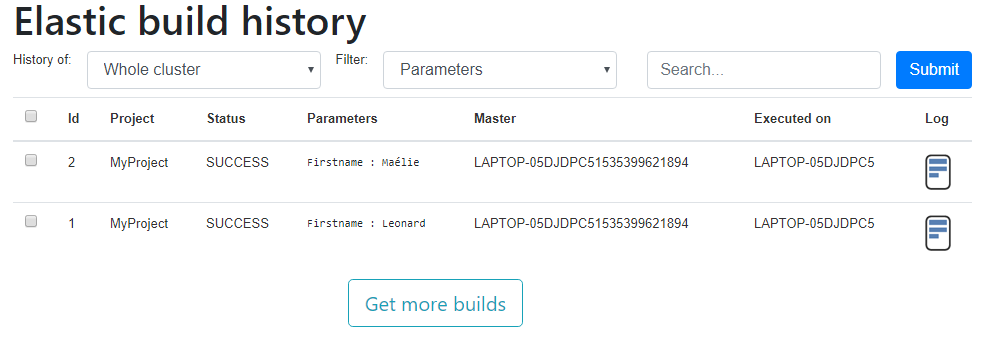 Elastic build history
History of: Whole cluster Filter: Parameters Search... Submit
Id Project Status Parameters Master Executed on Log
2 MyProject SUCCESS Firstname : Maélie LAPTOP-05DJDPC51535399621894 LAPTOP-05DJDPC5
1 MyProject SUCCESS Firstname : Leonard LAPTOP-05DJDPC51535399621894 LAPTOP-05DJDPC5
Get more builds